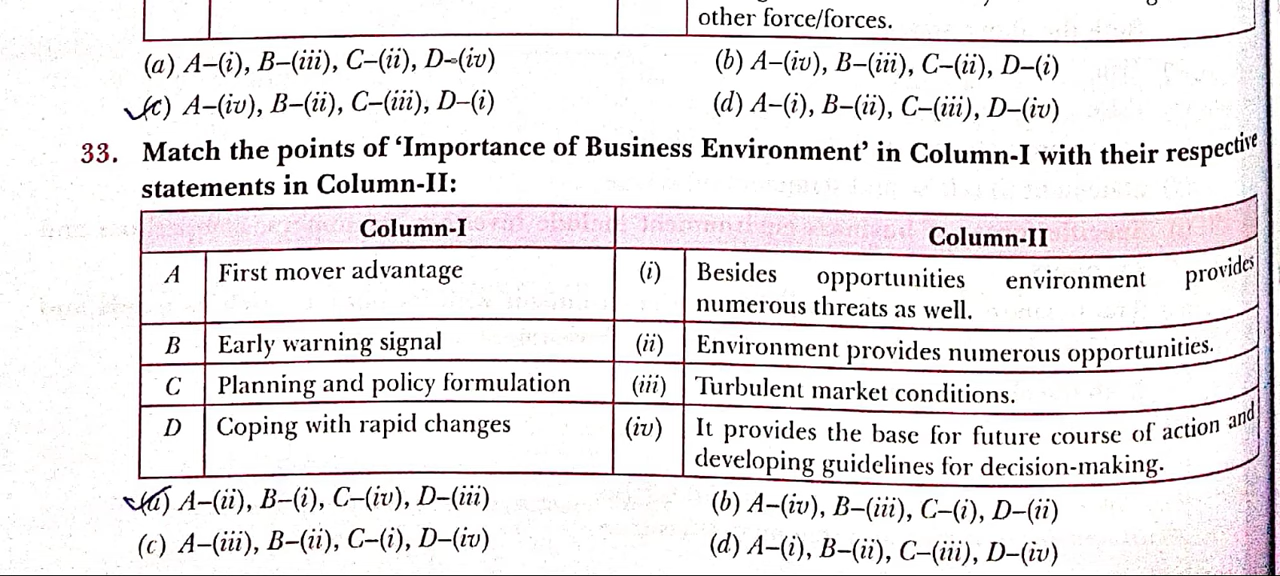 other force/forces.
(a) A–(i), B–(iii), C–(ii), D–(iv)
(b) A–(iv), B–(iii), C–(ii), D–(i)
(c) A–(iv), B–(ii), C–(iii), D–(i)
(d) A–(i), B–(ii), C–(iii), D–(iv)
33. Match the points of ‘Importance of Business Environment’ in Column-I with their respective
statements in Column-II:
Column-I Column-II
A First mover advantage (i) Besides opportunities environment provides
numerous threats as well.
B Early warning signal (ii) Environment provides numerous opportunities.
C Planning and policy formulation (iii) Turbulent market conditions.
D Coping with rapid changes (iv) It provides the base for future course of action and
developing guidelines for decision-making.
(a) A–(ii), B–(i), C–(iv), D–(iii)
(b) A–(iv), B–(iii), C–(i), D–(ii)
(c) A–(iii), B–(ii), C–(i), D–(iv)
(d) A–(i), B–(ii), C–(iii), D–(iv)